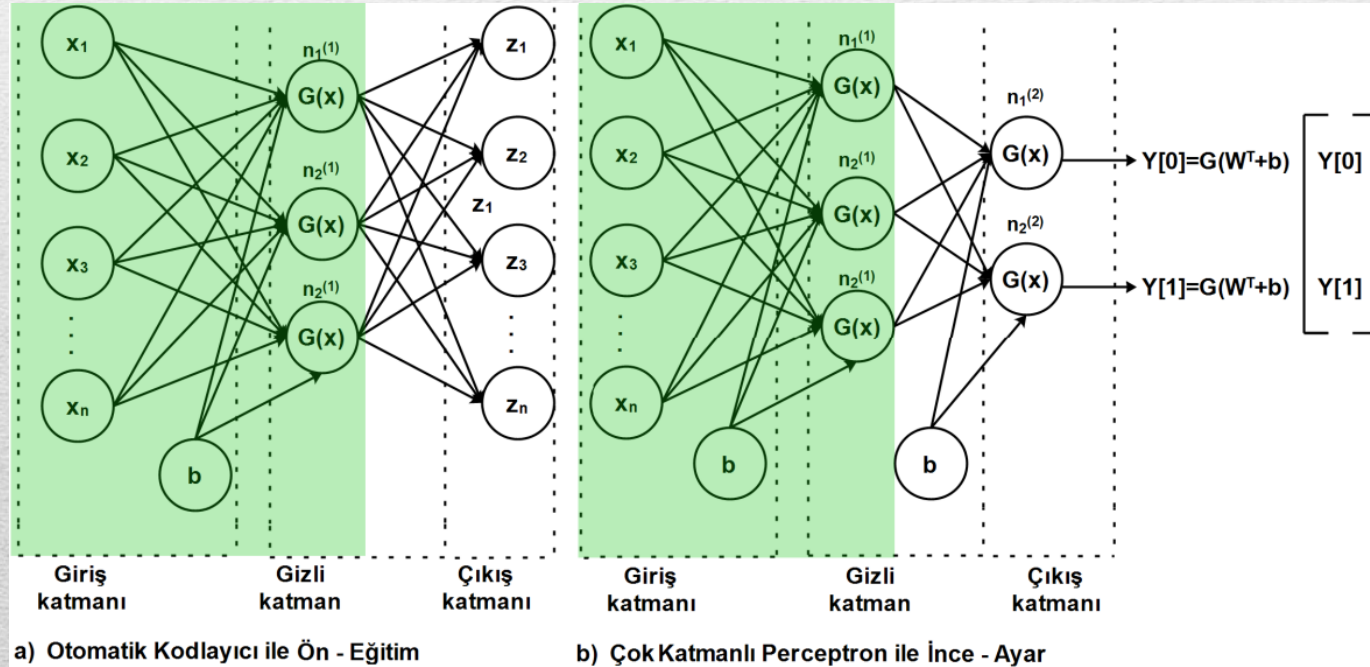 x₁
x₂
x₃
⋮
xₙ
b
n₁⁽¹⁾
G(x)
n₂⁽¹⁾
G(x)
n₂⁽¹⁾
G(x)
z₁
z₂
z₁
z₃
⋮
zₙ
Giriş katmanı
Gizli katman
Çıkış katmanı
a) Otomatik Kodlayıcı ile Ön - Eğitim
x₁
x₂
x₃
⋮
xₙ
b
n₁⁽¹⁾
G(x)
n₂⁽¹⁾
G(x)
n₂⁽¹⁾
G(x)
b
n₁⁽²⁾
G(x)
n₂⁽²⁾
G(x)
Y[0]=G(Wᵀ+b)
Y[0]
Y[1]=G(Wᵀ+b)
Y[1]
Giriş katmanı
Gizli katman
Çıkış katmanı
b) Çok Katmanlı Perceptron ile İnce - Ayar